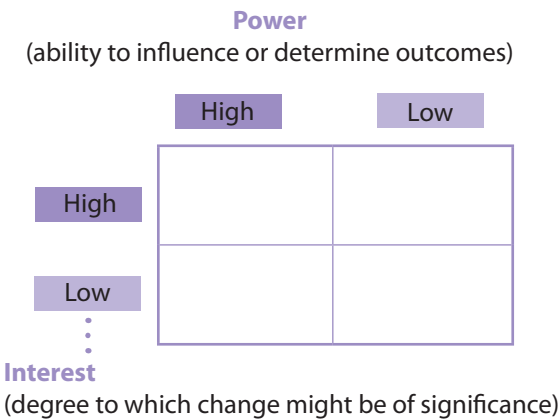 Power
(ability to influence or determine outcomes)
High Low
High
Low
Interest
(degree to which change might be of significance)